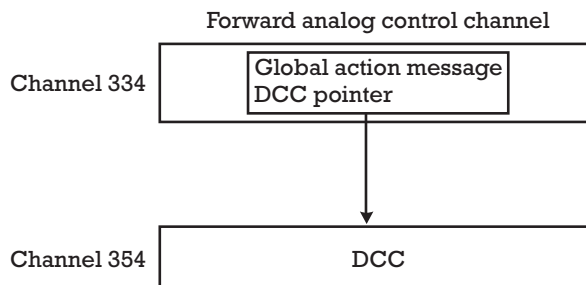 Forward analog control channel
Channel 334
Global action message
DCC pointer
Channel 354
DCC